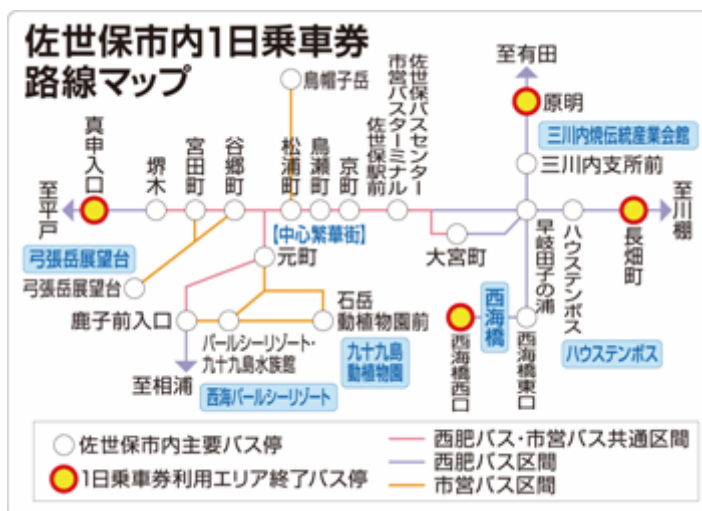 佐世保市内1日乗車券
路線マップ
烏帽子岳
佐世保バスセンター
市営バスターミナル
佐世保駅前
至有田
原明
三川内焼伝統産業会館
三川内支所前
真申入口
堺木
宮田町
谷郷町
松浦町
烏瀬町
京町
至平戸
至川棚
【中心繁華街】
大宮町
早岐田子の浦
ハウステンボス
長畑町
弓張岳展望台
弓張岳展望台
元町
鹿子前入口
石岳
動植物園前
パールシーリゾート・
九十九島水族館
九十九島
動植物園
西海橋
西海橋西口
西海橋東口
ハウステンボス
至相浦
西海パールシーリゾート
佐世保市内主要バス停
1日乗車券利用エリア終了バス停
西肥バス・市営バス共通区間
西肥バス区間
市営バス区間